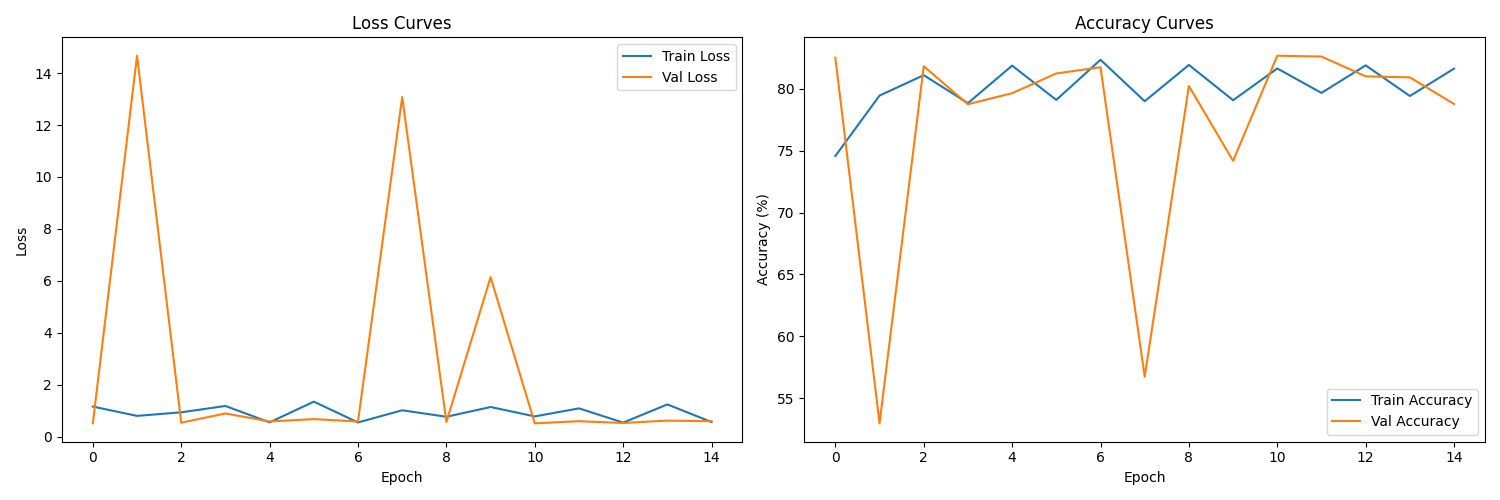 Loss Curves
Train Loss
Val Loss
14
12
10
8
6
4
2
0
Loss
0 2 4 6 8 10 12 14
Epoch
Accuracy Curves
80
75
70
65
60
55
Accuracy (%)
Train Accuracy
Val Accuracy
0 2 4 6 8 10 12 14
Epoch